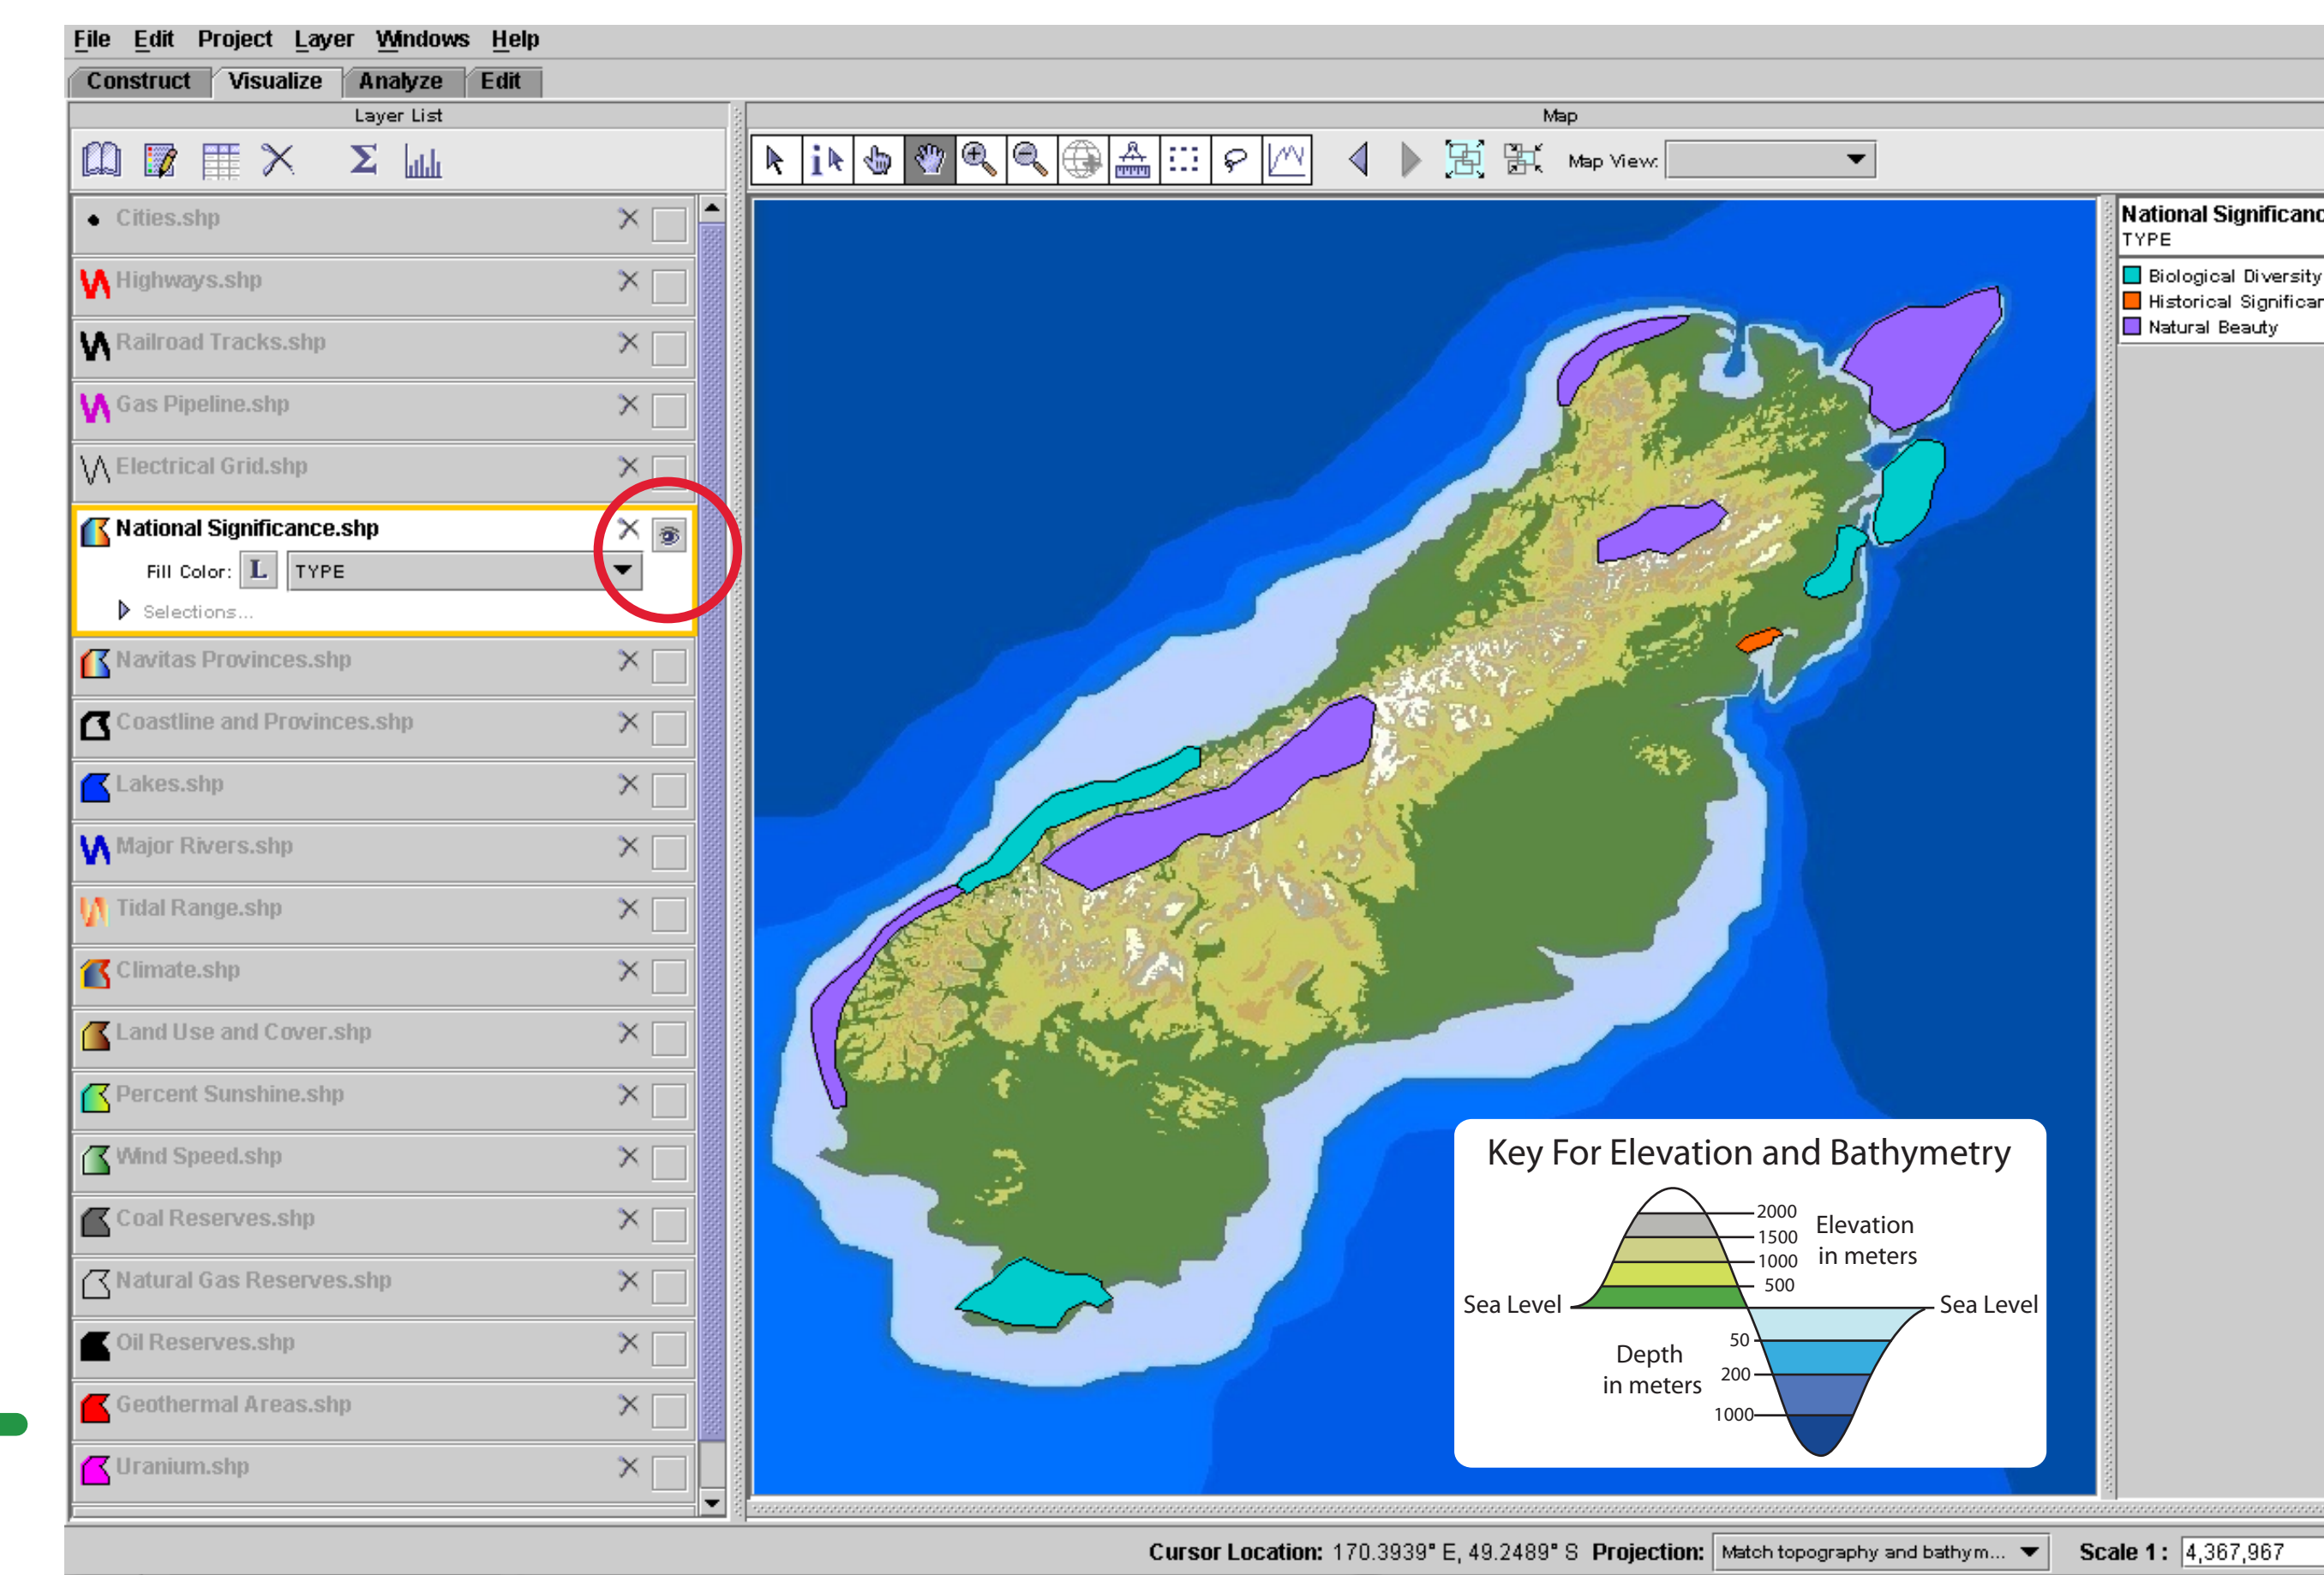 File Edit Project Layer Windows Help
Construct Visualize Analyze Edit
Layer List
Map
Map View:
Cities.shp
Highways.shp
Railroad Tracks.shp
Gas Pipeline.shp
Electrical Grid.shp
National Significance.shp
Fill Color: L TYPE
Selections...
Navitas Provinces.shp
Coastline and Provinces.shp
Lakes.shp
Major Rivers.shp
Tidal Range.shp
Climate.shp
Land Use and Cover.shp
Percent Sunshine.shp
Wind Speed.shp
Coal Reserves.shp
Natural Gas Reserves.shp
Oil Reserves.shp
Geothermal Areas.shp
Uranium.shp
National Significanc
TYPE
Biological Diversity
Historical Significan
Natural Beauty
Key For Elevation and Bathymetry
2000
1500
1000
500
Elevation
in meters
Sea Level
Sea Level
50
200
1000
Depth
in meters
Cursor Location: 170.3939° E, 49.2489° S Projection: Match topography and bathym... Scale 1 : 4,367,967